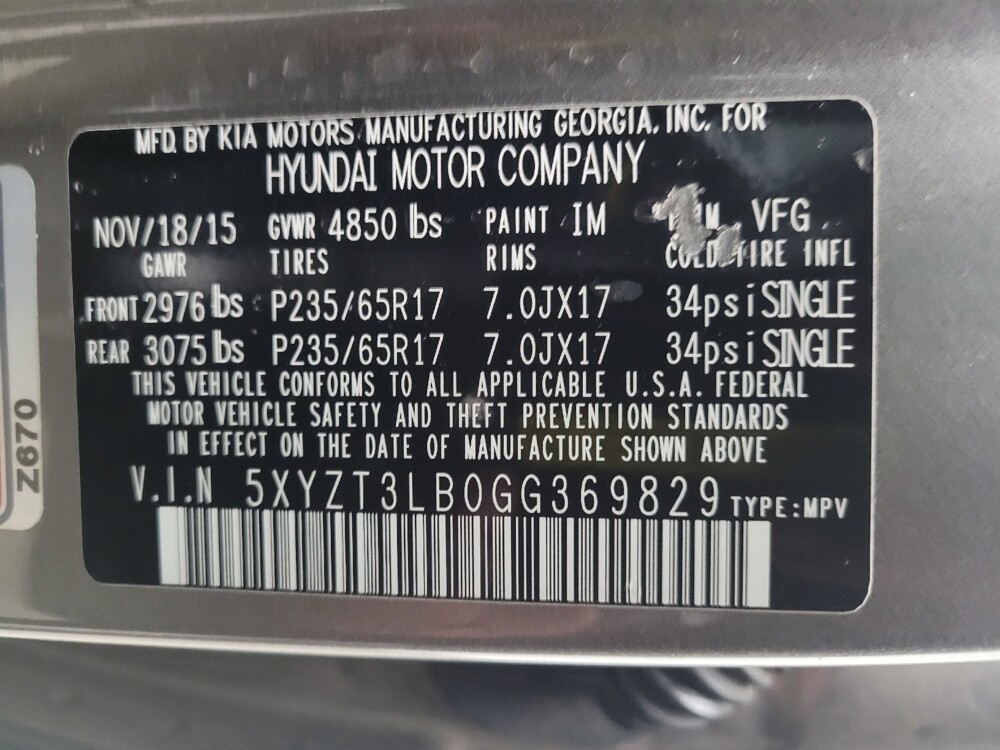 MFD. BY KIA MOTORS MANUFACTURING GEORGIA, INC. FOR
HYUNDAI MOTOR COMPANY
NOV/18/15 GVWR 4850 lbs PAINT IM VFG
GAWR TIRES RIMS COLD TIRE INFL
FRONT 2976 lbs P235/65R17 7.0JX17 34psi SINGLE
REAR 3075 lbs P235/65R17 7.0JX17 34psi SINGLE
THIS VEHICLE CONFORMS TO ALL APPLICABLE U.S.A. FEDERAL
MOTOR VEHICLE SAFETY AND THEFT PREVENTION STANDARDS
IN EFFECT ON THE DATE OF MANUFACTURE SHOWN ABOVE
V.I.N 5XYZT3LB0GG369829 TYPE:MPV
Z670